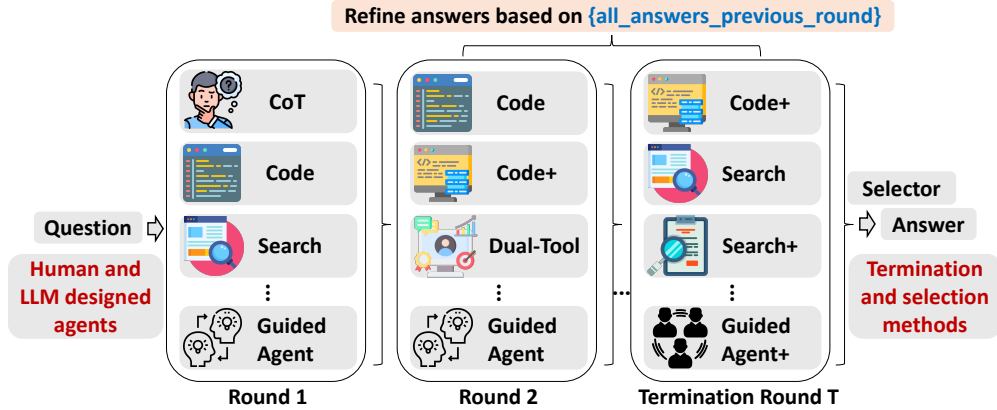 Refine answers based on {all_answers_previous_round}
CoT
Code
Search
...
Guided
Agent
Round 1
Code
Code+
Dual-Tool
...
Guided
Agent
Round 2
...
Code+
Search
Search+
...
Guided
Agent+
Termination Round T
Question
Human and
LLM designed
agents
Selector
Answer
Termination
and selection
methods